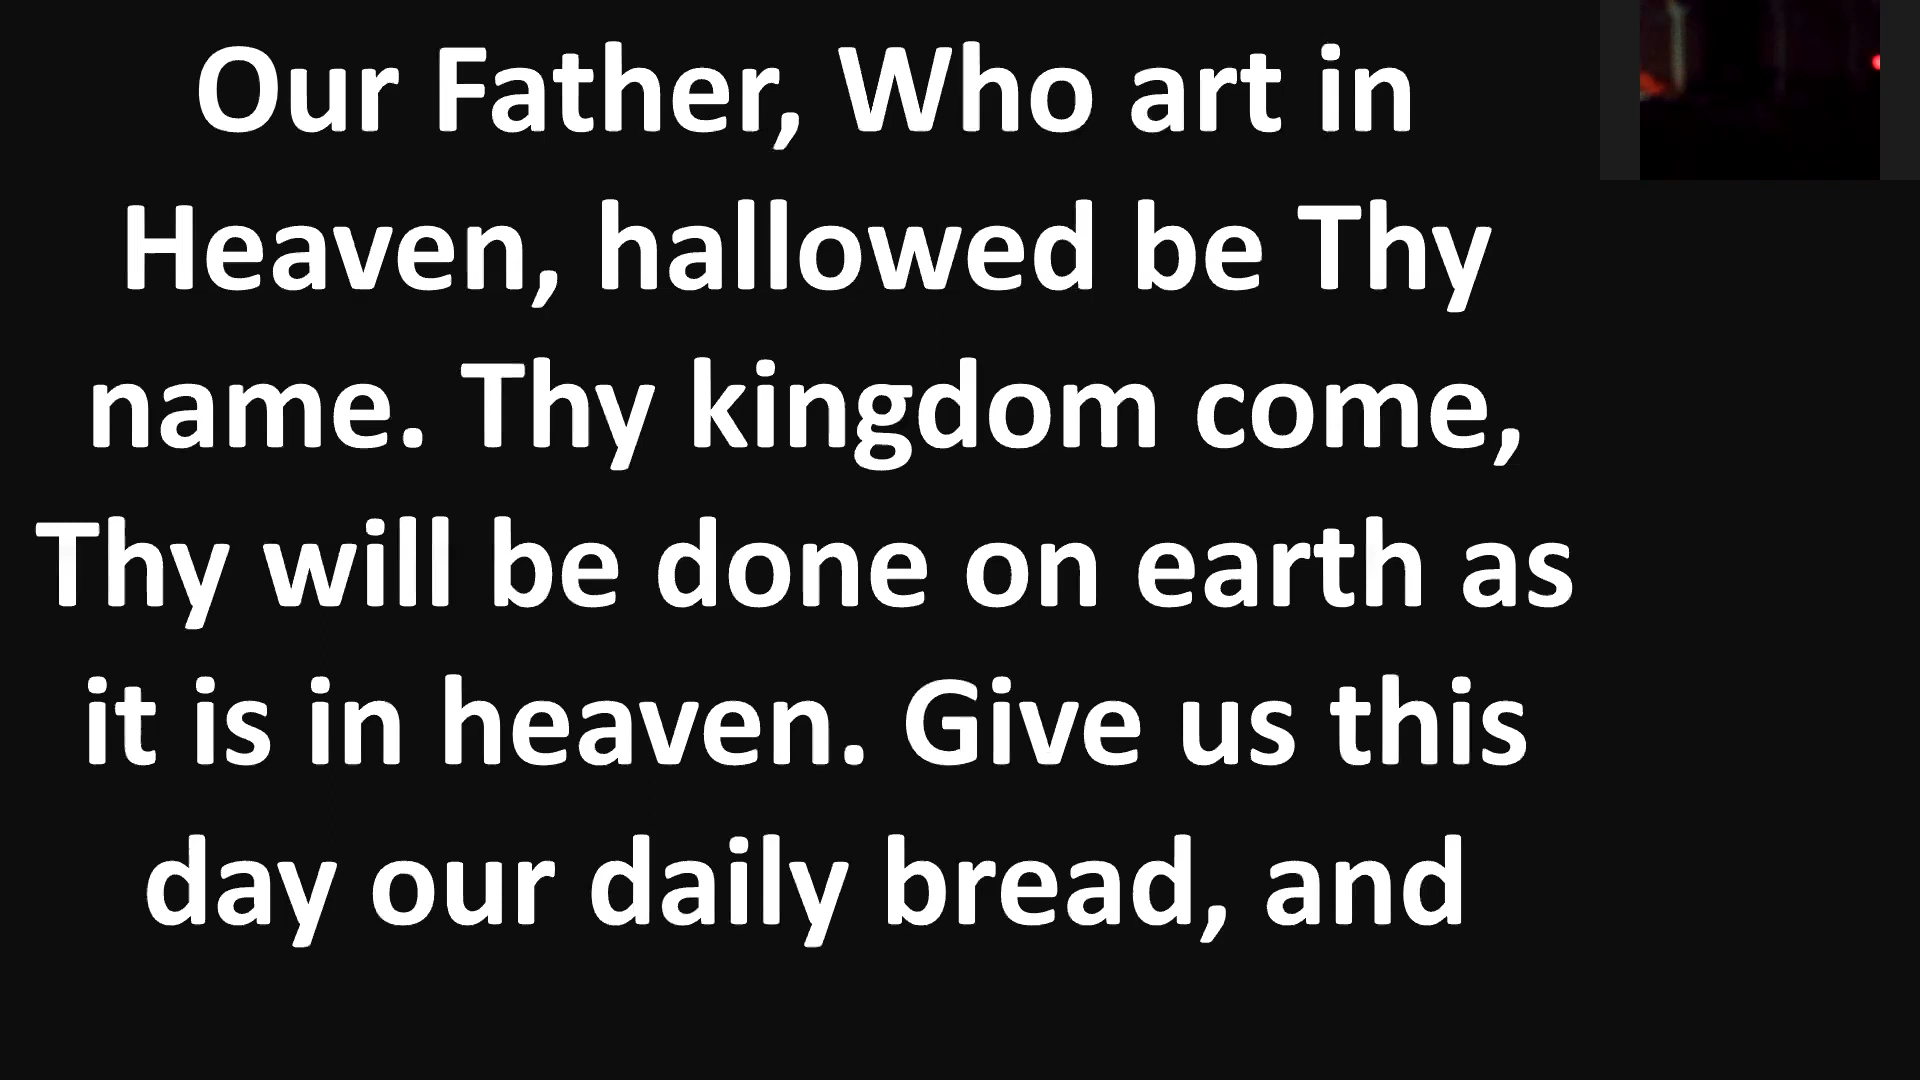 Our Father, Who art in
Heaven, hallowed be Thy
name. Thy kingdom come,
Thy will be done on earth as
it is in heaven. Give us this
day our daily bread, and